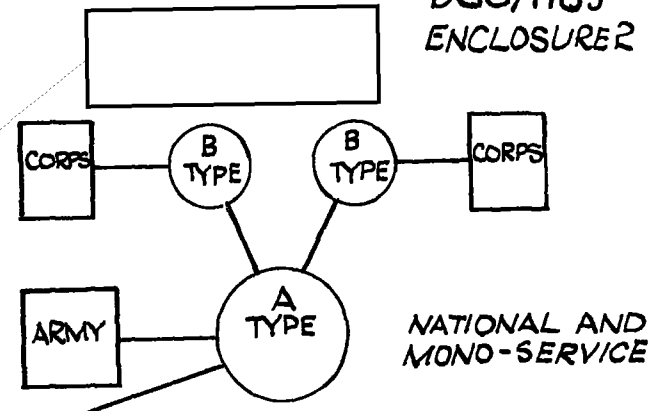 ENCLOSURE 2
CORPS
B
TYPE
B
TYPE
CORPS
A
TYPE
ARMY
NATIONAL AND
MONO-SERVICE